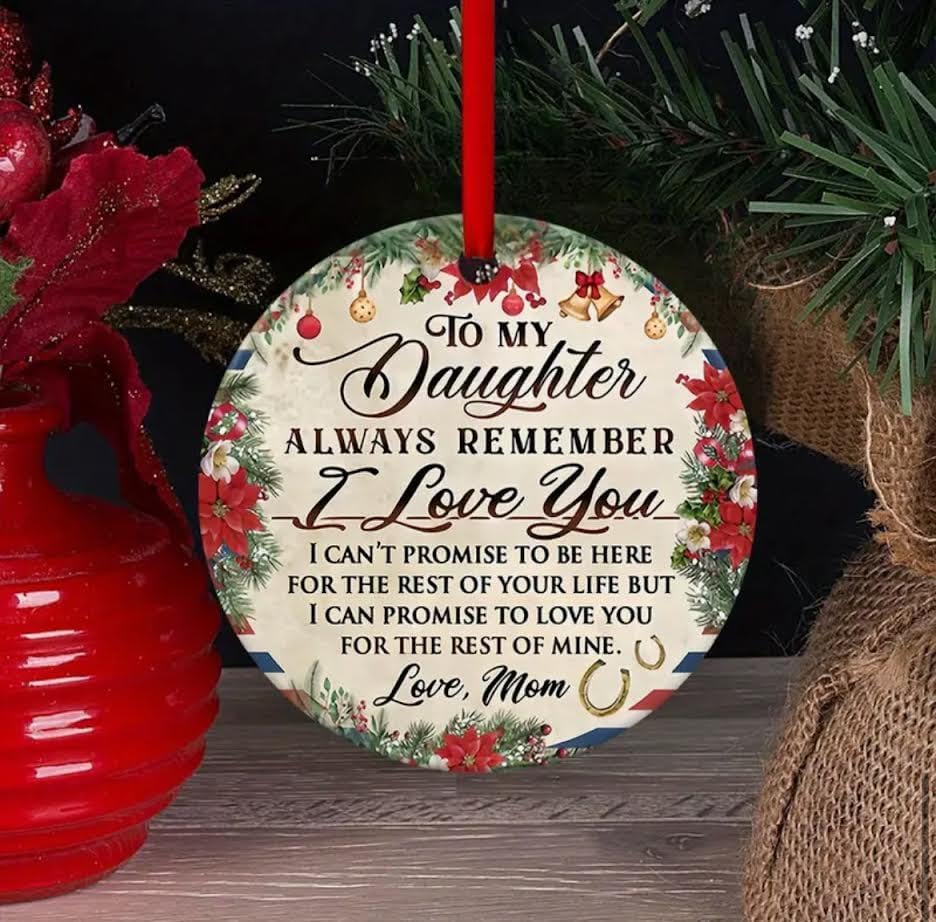 TO MY
Daughter
ALWAYS REMEMBER
I Love You
I CAN'T PROMISE TO BE HERE
FOR THE REST OF YOUR LIFE BUT
I CAN PROMISE TO LOVE YOU
FOR THE REST OF MINE.
Love, Mom